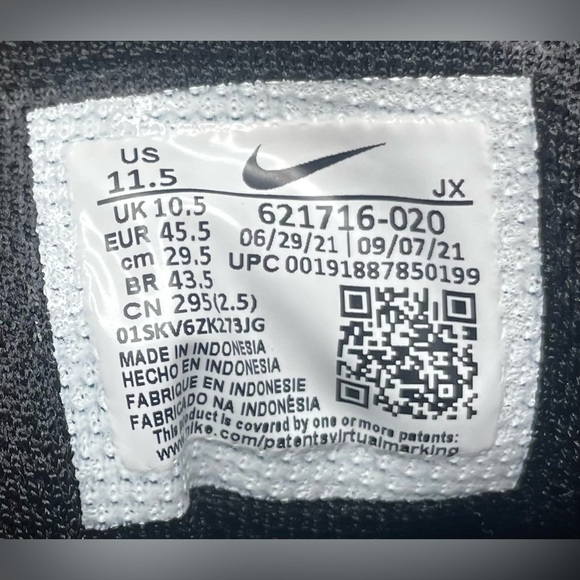 US
11.5
JX
UK 10.5
EUR 45.5
cm 29.5
BR 43.5
CN 295(2.5)
621716-020
06/29/21 | 09/07/21
UPC 00191887850199
01SKV6ZK273JG
MADE IN INDONESIA
HECHO EN INDONESIA
FABRIQUE EN INDONESIE
FABRICADO NA INDONÉSIA
This product is covered by one or more patents:
www.nike.com/patentsvirtualmarking